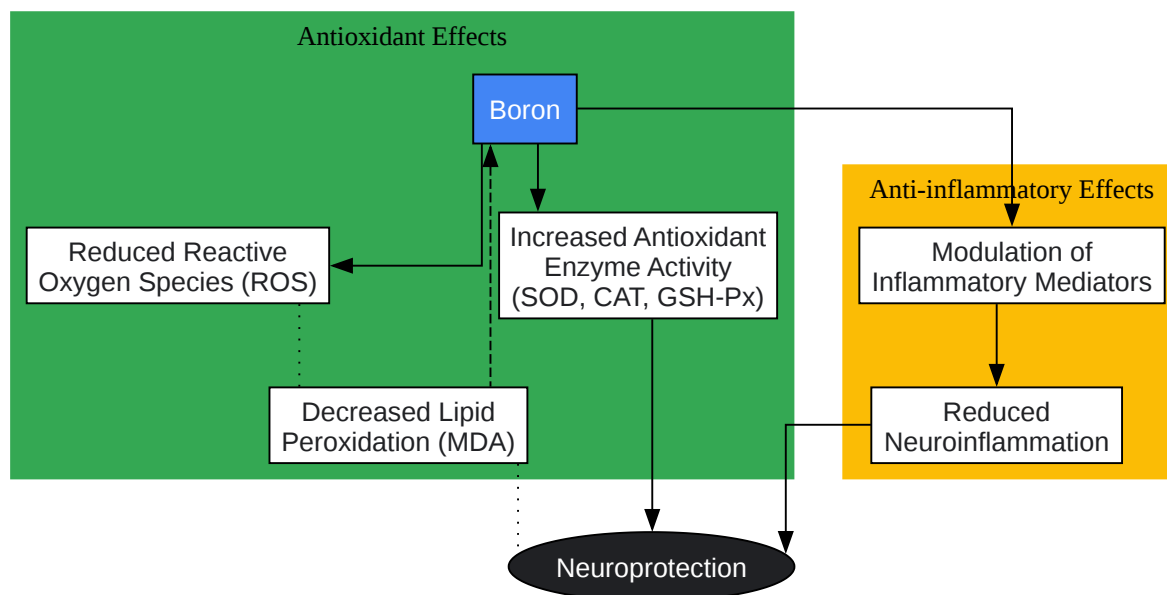 Antioxidant Effects
Boron
Anti-inflammatory Effects
Reduced Reactive
Oxygen Species (ROS)
Increased Antioxidant
Enzyme Activity
(SOD, CAT, GSH-Px)
Modulation of
Inflammatory Mediators
Decreased Lipid
Peroxidation (MDA)
Reduced
Neuroinflammation
Neuroprotection